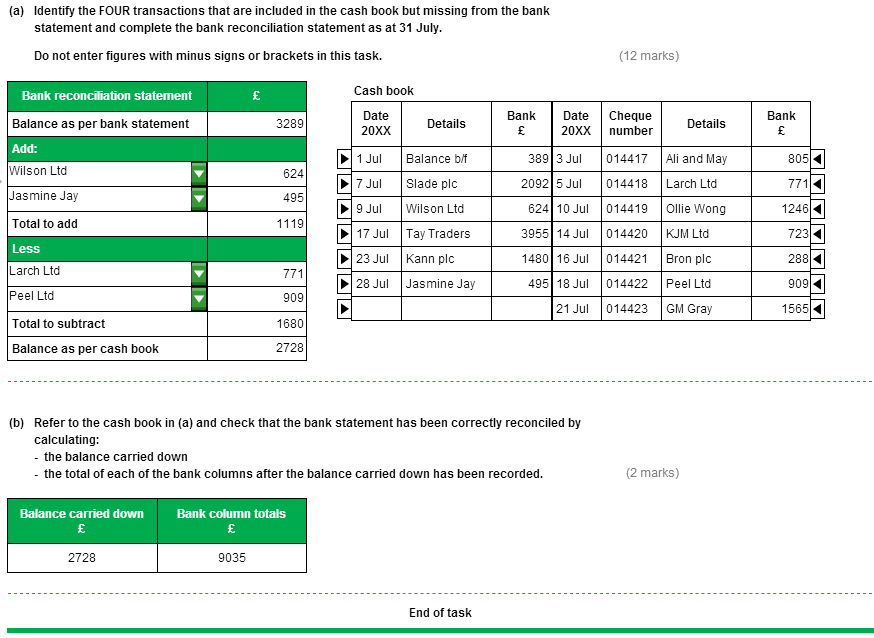 (a) Identify the FOUR transactions that are included in the cash book but missing from the bank
statement and complete the bank reconciliation statement as at 31 July.
Do not enter figures with minus signs or brackets in this task. (12 marks)
Bank reconciliation statement £
Balance as per bank statement 3289
Add:
Wilson Ltd 624
Jasmine Jay 495
Total to add 1119
Less
Larch Ltd 771
Peel Ltd 909
Total to subtract 1680
Balance as per cash book 2728
Cash book
Date 20XX Details Bank £ Date 20XX Cheque number Details Bank £
1 Jul Balance b/f 389 3 Jul 014417 Ali and May 805
7 Jul Slade plc 2092 5 Jul 014418 Larch Ltd 771
9 Jul Wilson Ltd 624 10 Jul 014419 Ollie Wong 1246
17 Jul Tay Traders 3955 14 Jul 014420 KJM Ltd 723
23 Jul Kann plc 1480 16 Jul 014421 Bron plc 288
28 Jul Jasmine Jay 495 18 Jul 014422 Peel Ltd 909
21 Jul 014423 GM Gray 1565
(b) Refer to the cash book in (a) and check that the bank statement has been correctly reconciled by
calculating:
- the balance carried down
- the total of each of the bank columns after the balance carried down has been recorded. (2 marks)
Balance carried down £ Bank column totals £
2728 9035
End of task